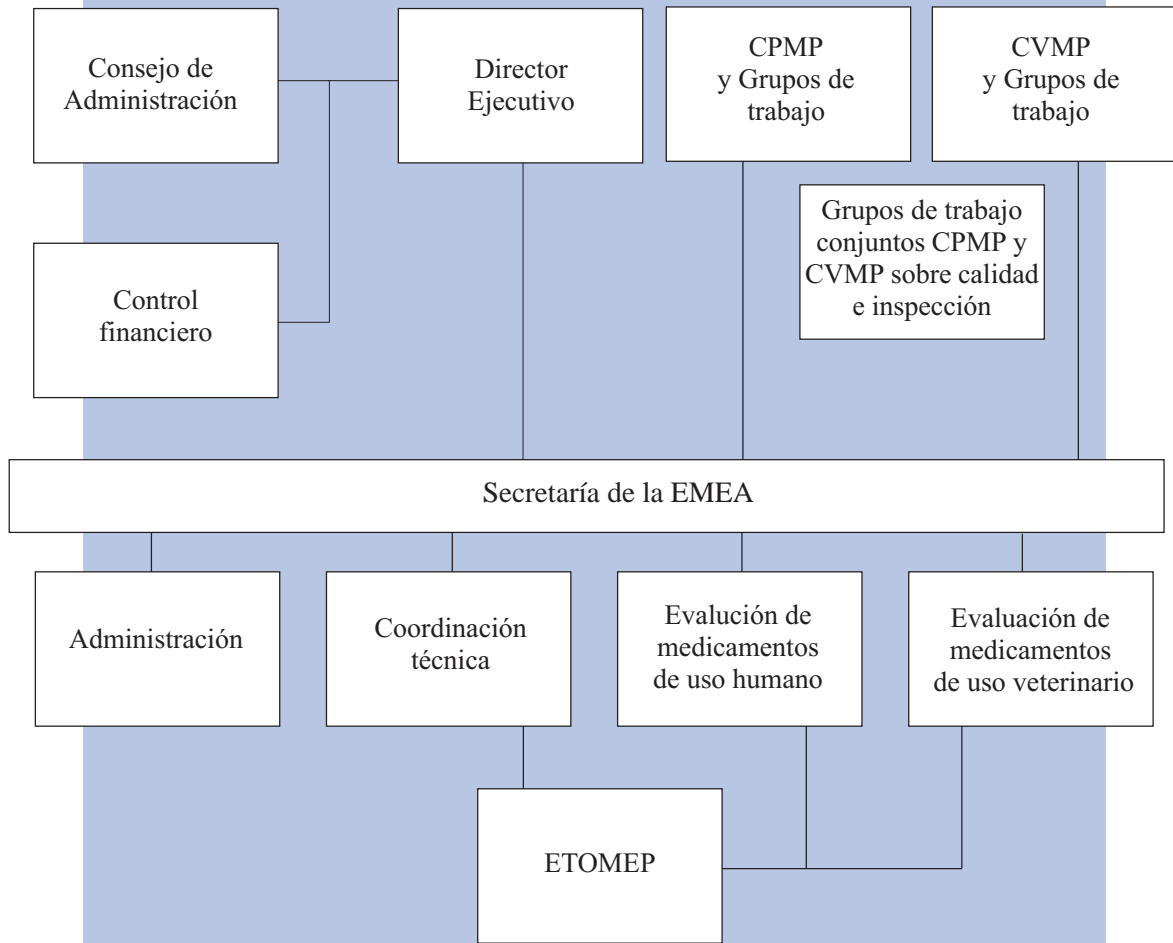 Consejo de
Administración
Director
Ejecutivo
CPMP
y Grupos de
trabajo
CVMP
y Grupos de
trabajo
Grupos de trabajo
conjuntos CPMP y
CVMP sobre calidad
e inspección
Control
financiero
Secretaría de la EMEA
Administración
Coordinación
técnica
Evalución de
medicamentos
de uso humano
Evaluación de
medicamentos
de uso veterinario
ETOMEP